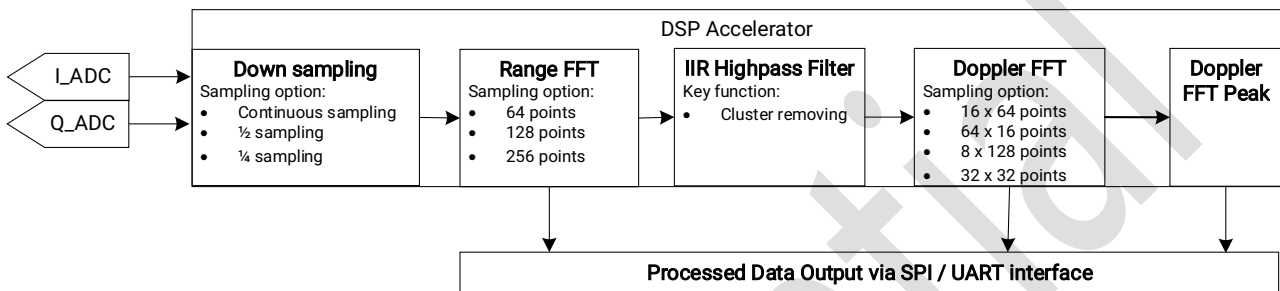 DSP Accelerator
I_ADC
Q_ADC
Down sampling
Sampling option:
• Continuous sampling
• ½ sampling
• ¼ sampling
Range FFT
Sampling option:
• 64 points
• 128 points
• 256 points
IIR Highpass Filter
Key function:
• Cluster removing
Doppler FFT
Sampling option:
• 16 x 64 points
• 64 x 16 points
• 8 x 128 points
• 32 x 32 points
Doppler
FFT Peak
Processed Data Output via SPI / UART interface